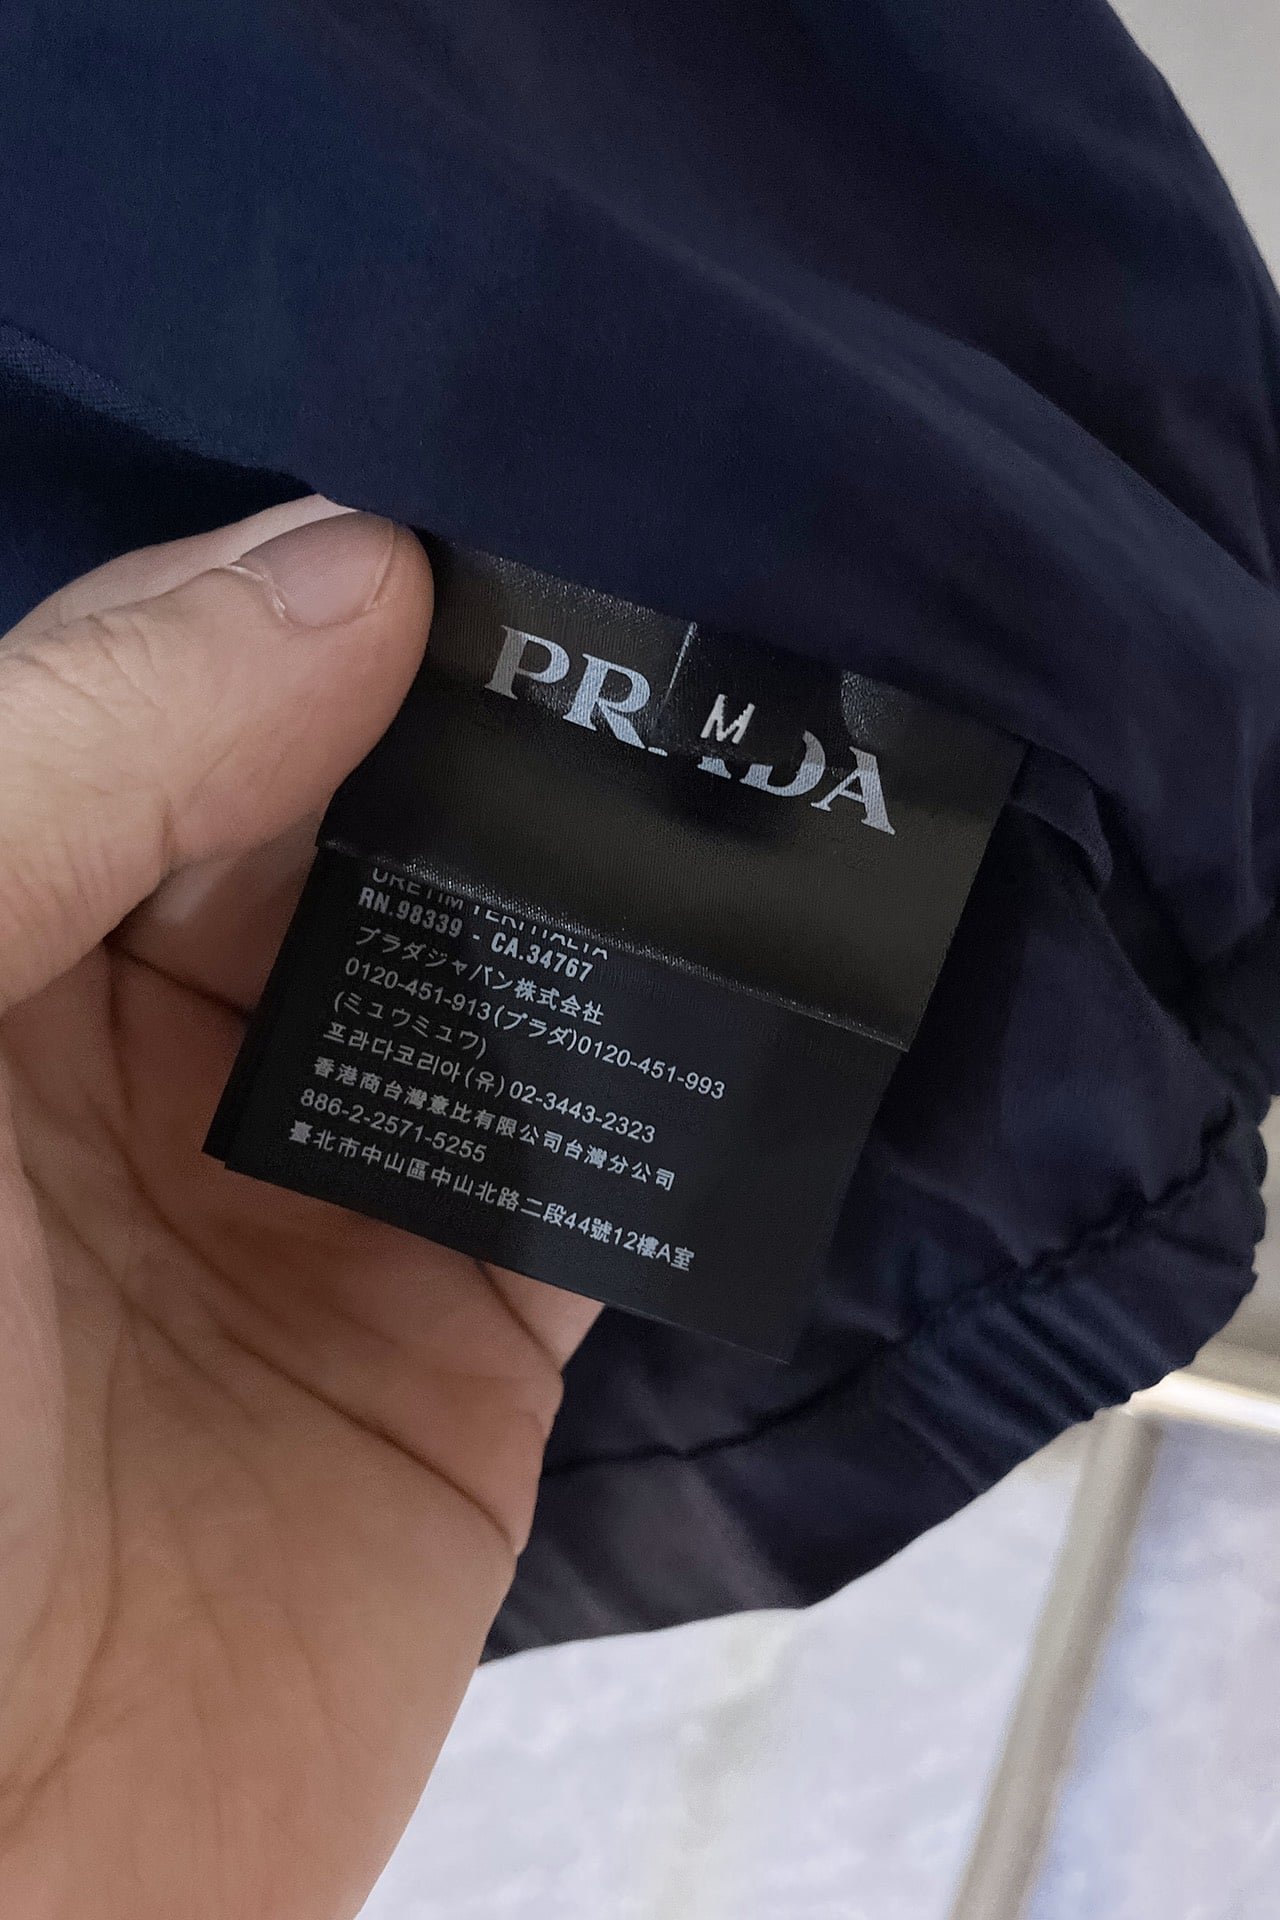 PRADA
M
ÜRETİM YERİ İTALYA
RN.98339 - CA.34767
プラダジャパン株式会社
0120-451-913(プラダ)0120-451-993
(ミュウミュウ)
프라다코리아(유)02-3443-2323
香港商台灣意比有限公司台灣分公司
886-2-2571-5255
臺北市中山區中山北路二段44號12樓A室